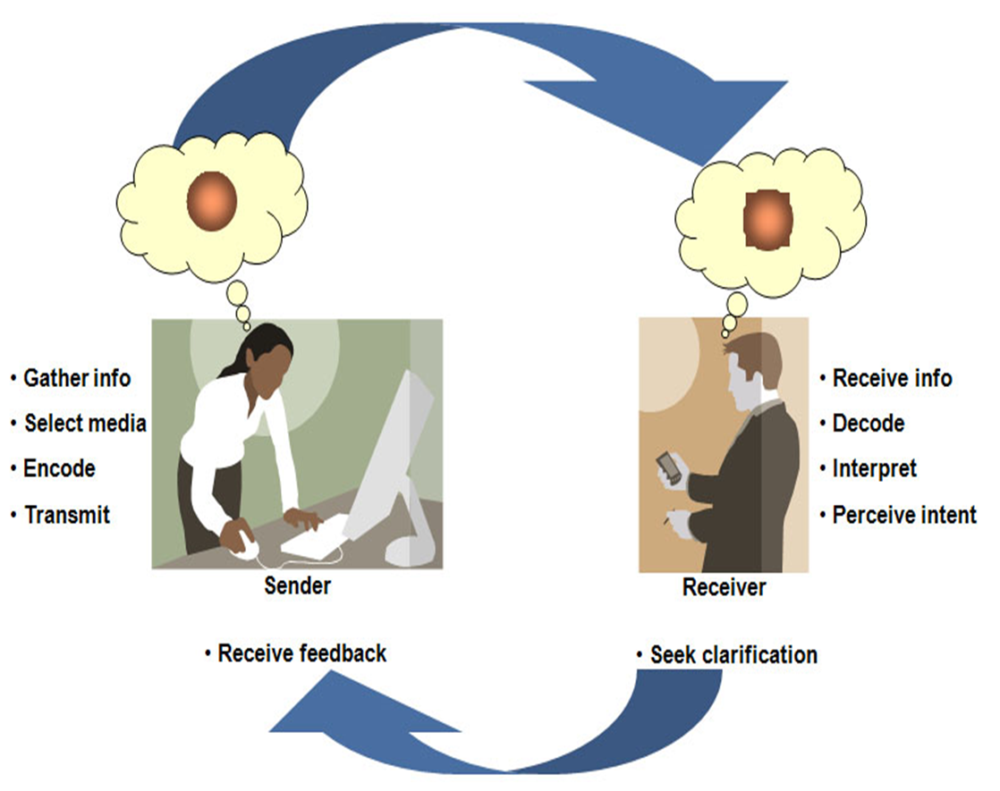 • Gather info
• Select media
• Encode
• Transmit
• Receive info
• Decode
• Interpret
• Perceive intent
Sender
Receiver
• Receive feedback
• Seek clarification